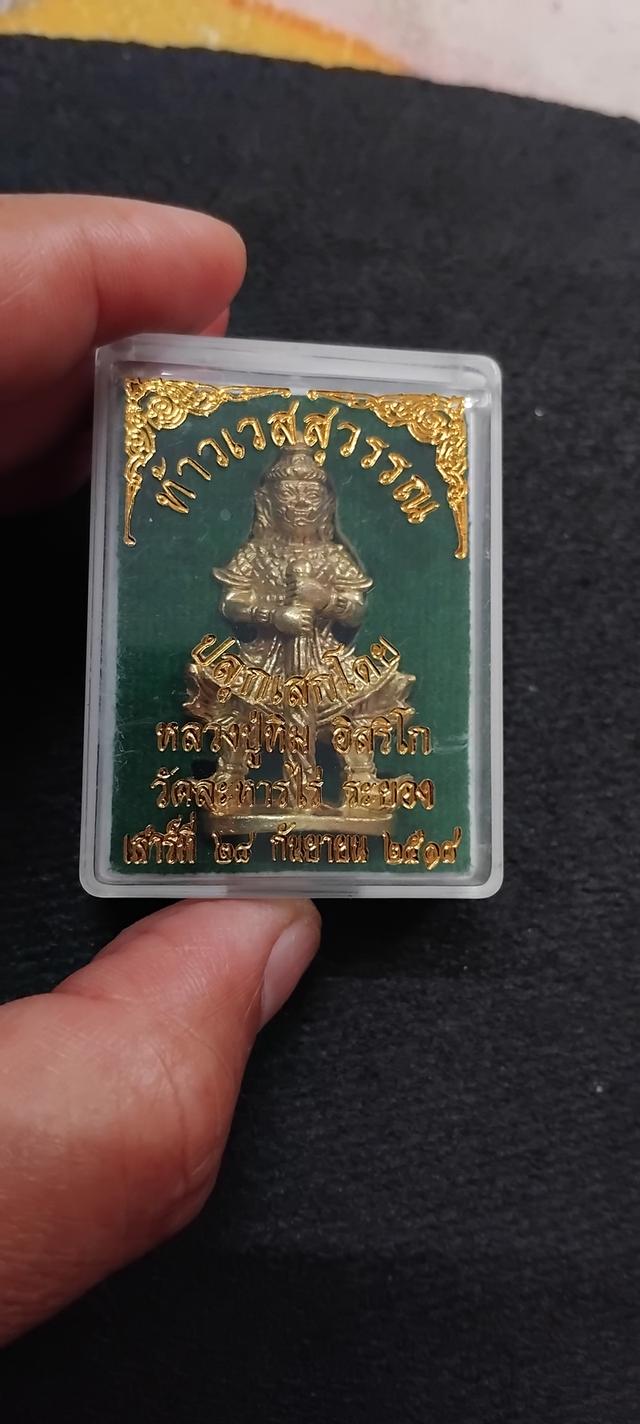 ท้าวเวสสุวรรณ
ปลุกเสกโดย
หลวงปู่ทิม อิสริโก
วัดละหารไร่ ระยอง
เสาร์ที่ ๒๘ กันยายน ๒๕๑๘